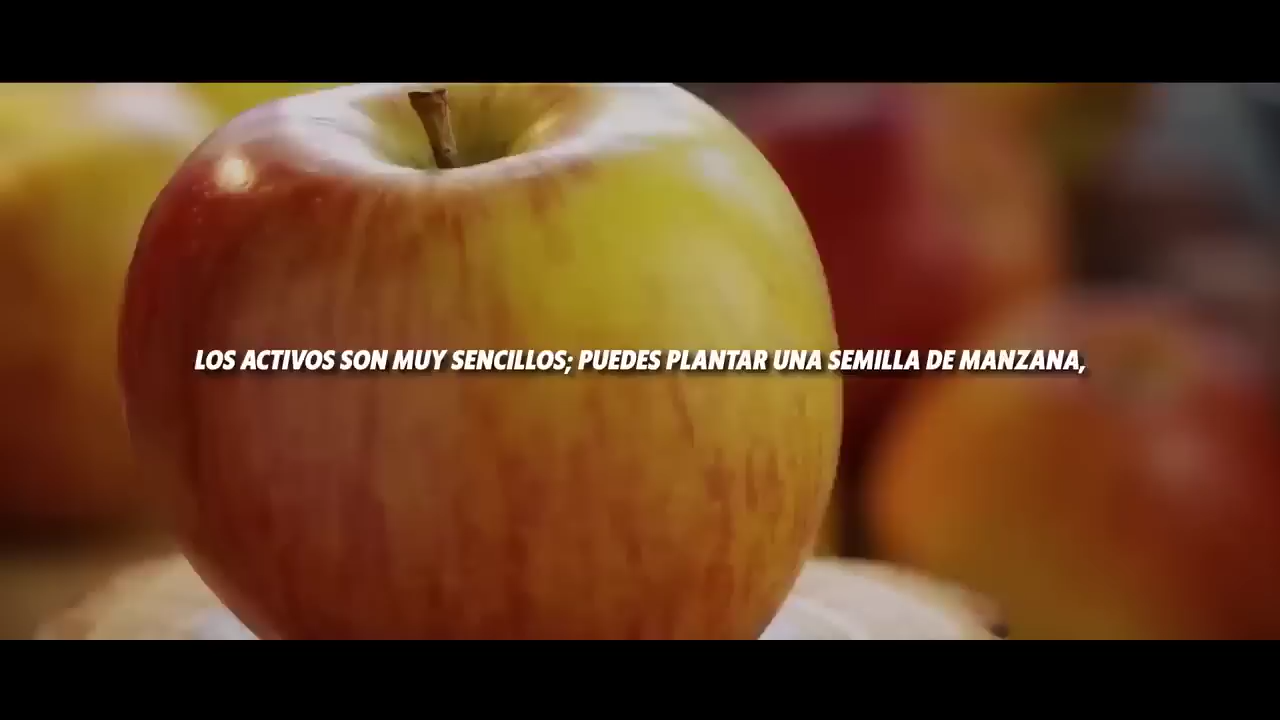 LOS ACTIVOS SON MUY SENCILLOS; PUEDES PLANTAR UNA SEMILLA DE MANZANA,